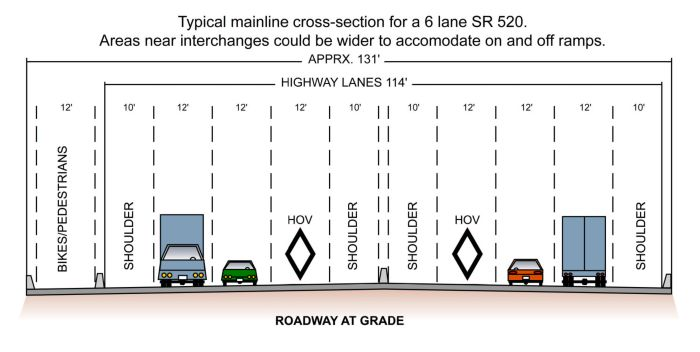 Typical mainline cross-section for a 6 lane SR 520.
Areas near interchanges could be wider to accomodate on and off ramps.
APPRX. 131'
HIGHWAY LANES 114'
12' 10' 12' 12' 12' 10' 10' 12' 12' 12' 10'
BIKES/PEDESTRIANS
SHOULDER
HOV
SHOULDER
SHOULDER
HOV
SHOULDER
ROADWAY AT GRADE